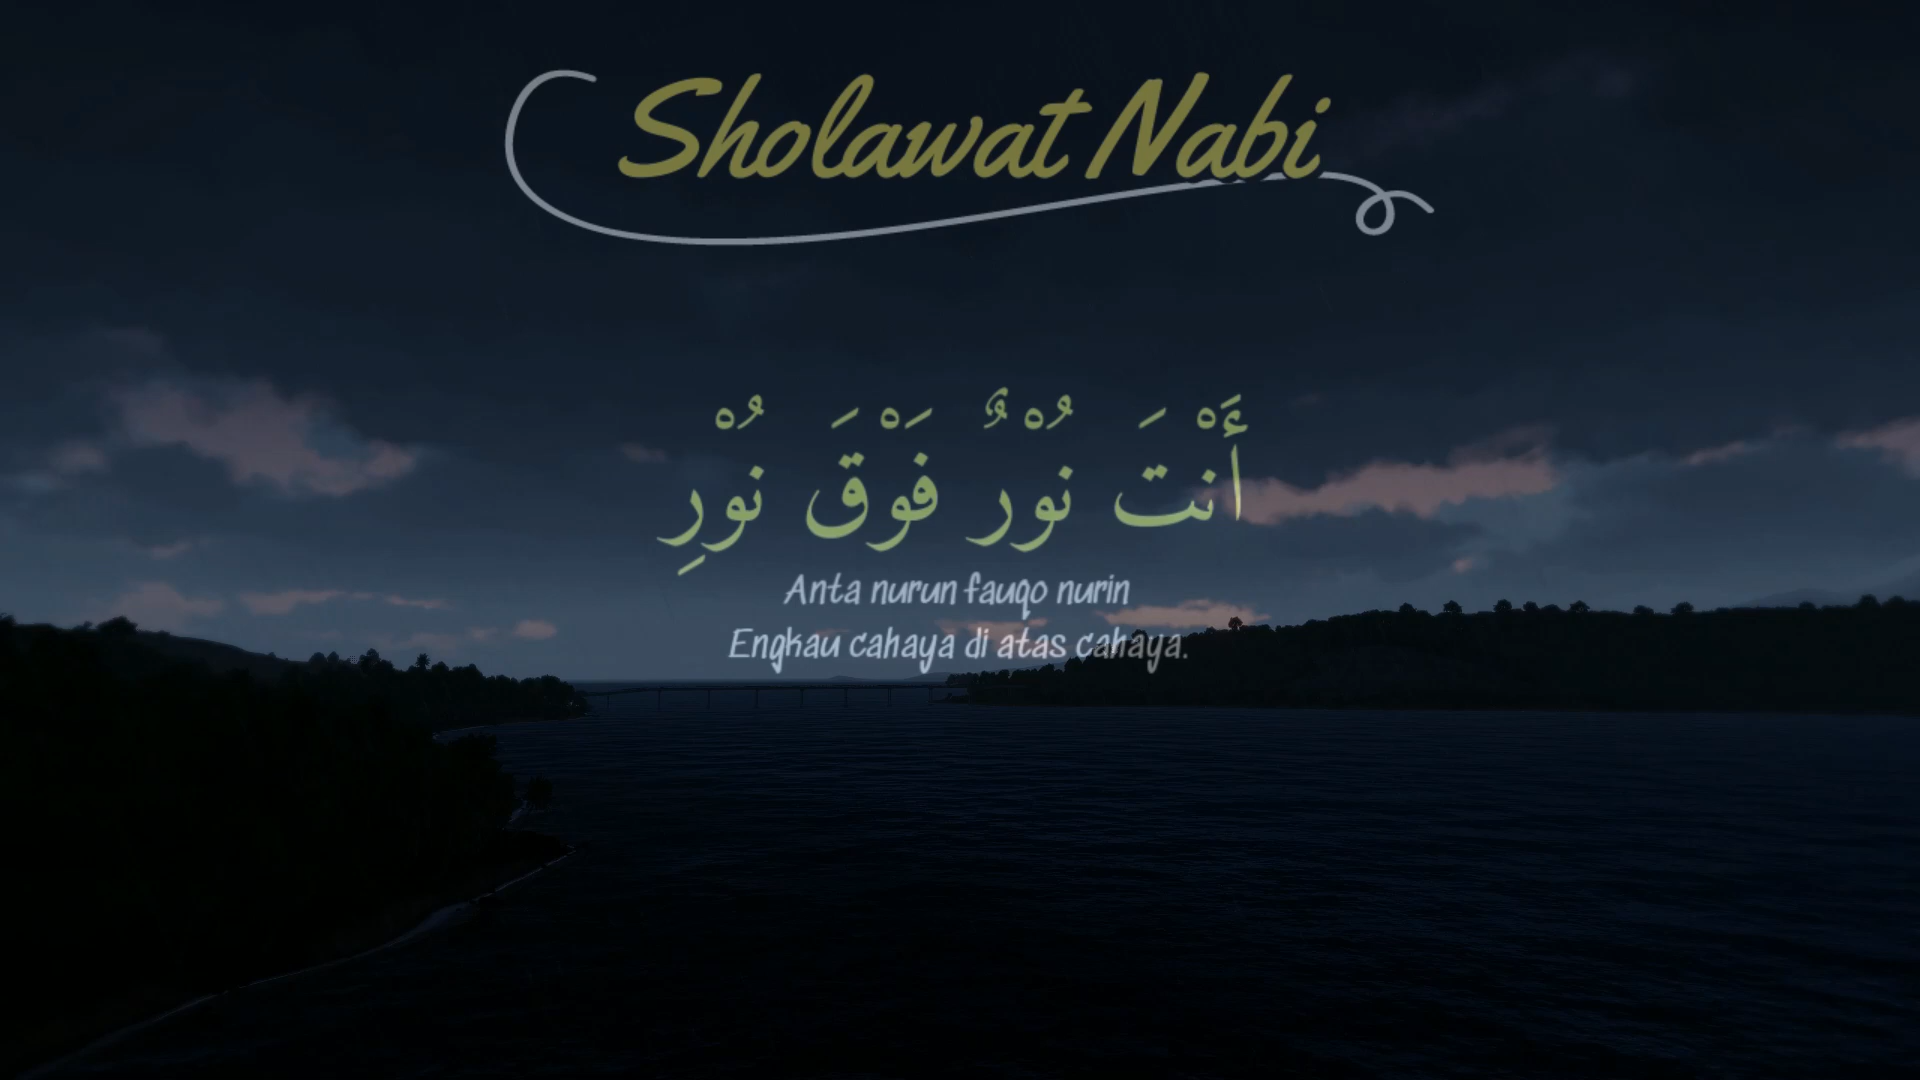 Sholawat Nabi
أَنْتَ نُوْرٌ فَوْقَ نُوْرِ
Anta nurun fauqo nurin
Engkau cahaya di atas cahaya.